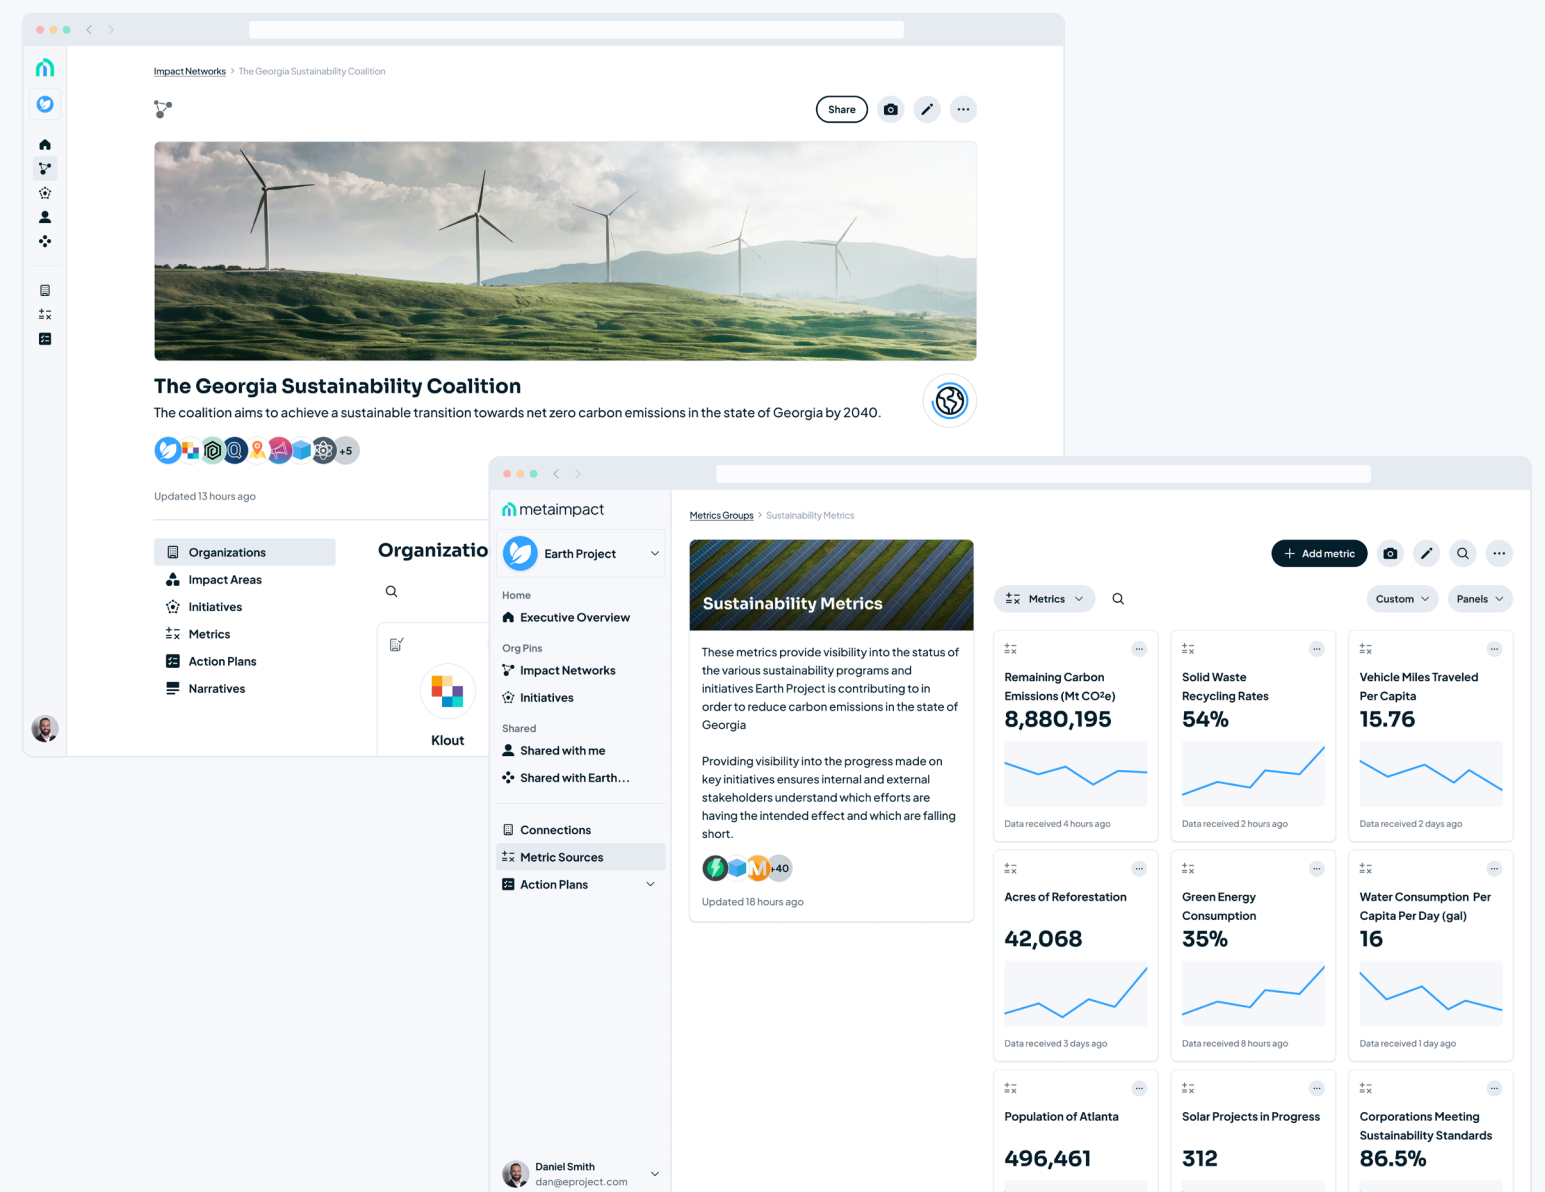 Impact Networks > The Georgia Sustainability Coalition
Share
The Georgia Sustainability Coalition
The coalition aims to achieve a sustainable transition towards net zero carbon emissions in the state of Georgia by 2040.
+5
Updated 13 hours ago
Organizations
Impact Areas
Initiatives
Metrics
Action Plans
Narratives
Organizatio
Klout
metaimpact
Earth Project
Home
Executive Overview
Org Pins
Impact Networks
Initiatives
Shared
Shared with me
Shared with Earth...
Connections
Metric Sources
Action Plans
Daniel Smith
dan@eproject.com
Metrics Groups > Sustainability Metrics
Sustainability Metrics
These metrics provide visibility into the status of
the various sustainability programs and
initiatives Earth Project is contributing to in
order to reduce carbon emissions in the state of
Georgia
Providing visibility into the progress made on
key initiatives ensures internal and external
stakeholders understand which efforts are
having the intended effect and which are falling
short.
+40
Updated 18 hours ago
+ Add metric
Metrics
Custom
Panels
Remaining Carbon
Emissions (Mt CO²e)
8,880,195
Data received 4 hours ago
Solid Waste
Recycling Rates
54%
Data received 2 hours ago
Vehicle Miles Traveled
Per Capita
15.76
Data received 2 days ago
Acres of Reforestation
42,068
Data received 3 days ago
Green Energy
Consumption
35%
Data received 8 hours ago
Water Consumption Per
Capita Per Day (gal)
16
Data received 1 day ago
Population of Atlanta
496,461
Solar Projects in Progress
312
Corporations Meeting
Sustainability Standards
86.5%